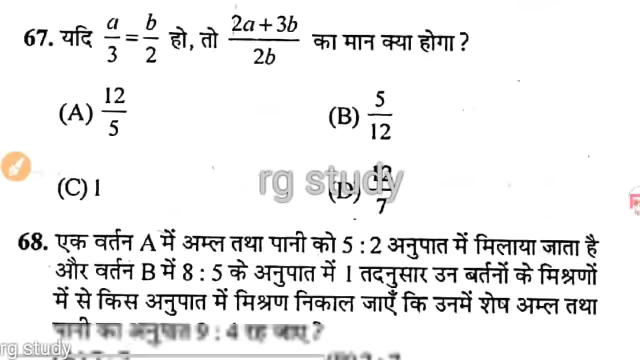 67. यदि a/3 = b/2 हो, तो (2a+3b)/2b का मान क्या होगा ?
(A) 12/5
(B) 5/12
(C) 1
(D) 12/7
rg study
68. एक वर्तन A में अम्ल तथा पानी को 5 : 2 अनुपात में मिलाया जाता है
और वर्तन B में 8 : 5 के अनुपात में 1 तदनुसार उन बर्तनों के मिश्रणों
में से किस अनुपात में मिश्रण निकाल जाएँ कि उनमें शेष अम्ल तथा
पानी का अनुपात 9 : 4 रह जाए ?
rg study